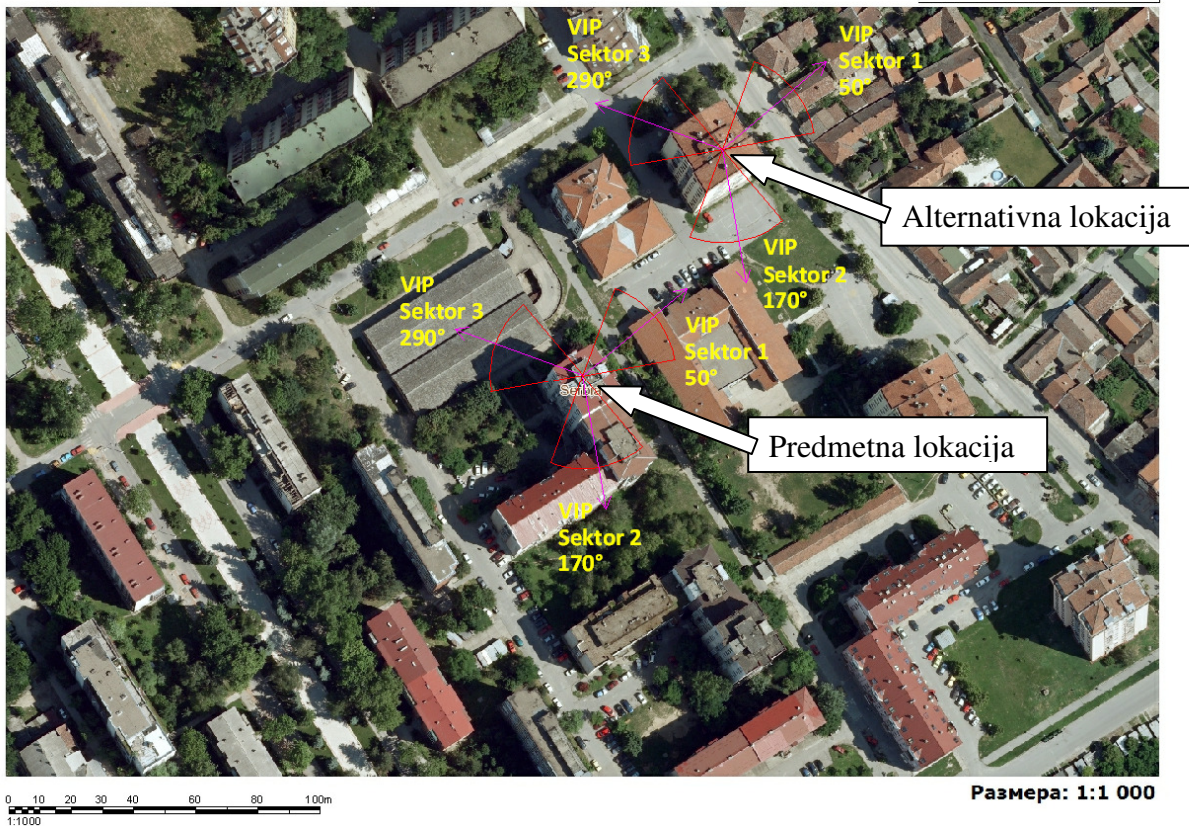 VIP
Sektor 3
290°
VIP
Sektor 1
50°
Alternativna lokacija
VIP
Sektor 2
170°
VIP
Sektor 3
290°
VIP
Sektor 1
50°
Serbia
Predmetna lokacija
VIP
Sektor 2
170°
0 10 20 30 40 60 80 100m
1:1000
Размера: 1:1 000